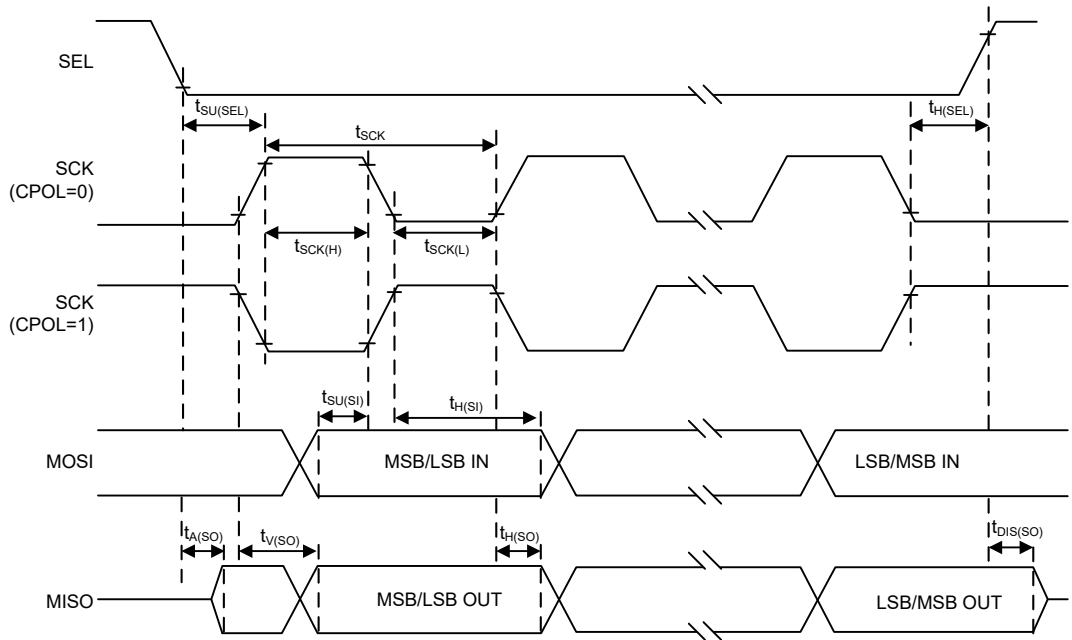 SEL
tSU(SEL)
tH(SEL)
tSCK
SCK
(CPOL=0)
tSCK(H)
tSCK(L)
SCK
(CPOL=1)
tSU(SI)
tH(SI)
MOSI
MSB/LSB IN
LSB/MSB IN
tA(SO)
tV(SO)
tH(SO)
tDIS(SO)
MISO
MSB/LSB OUT
LSB/MSB OUT